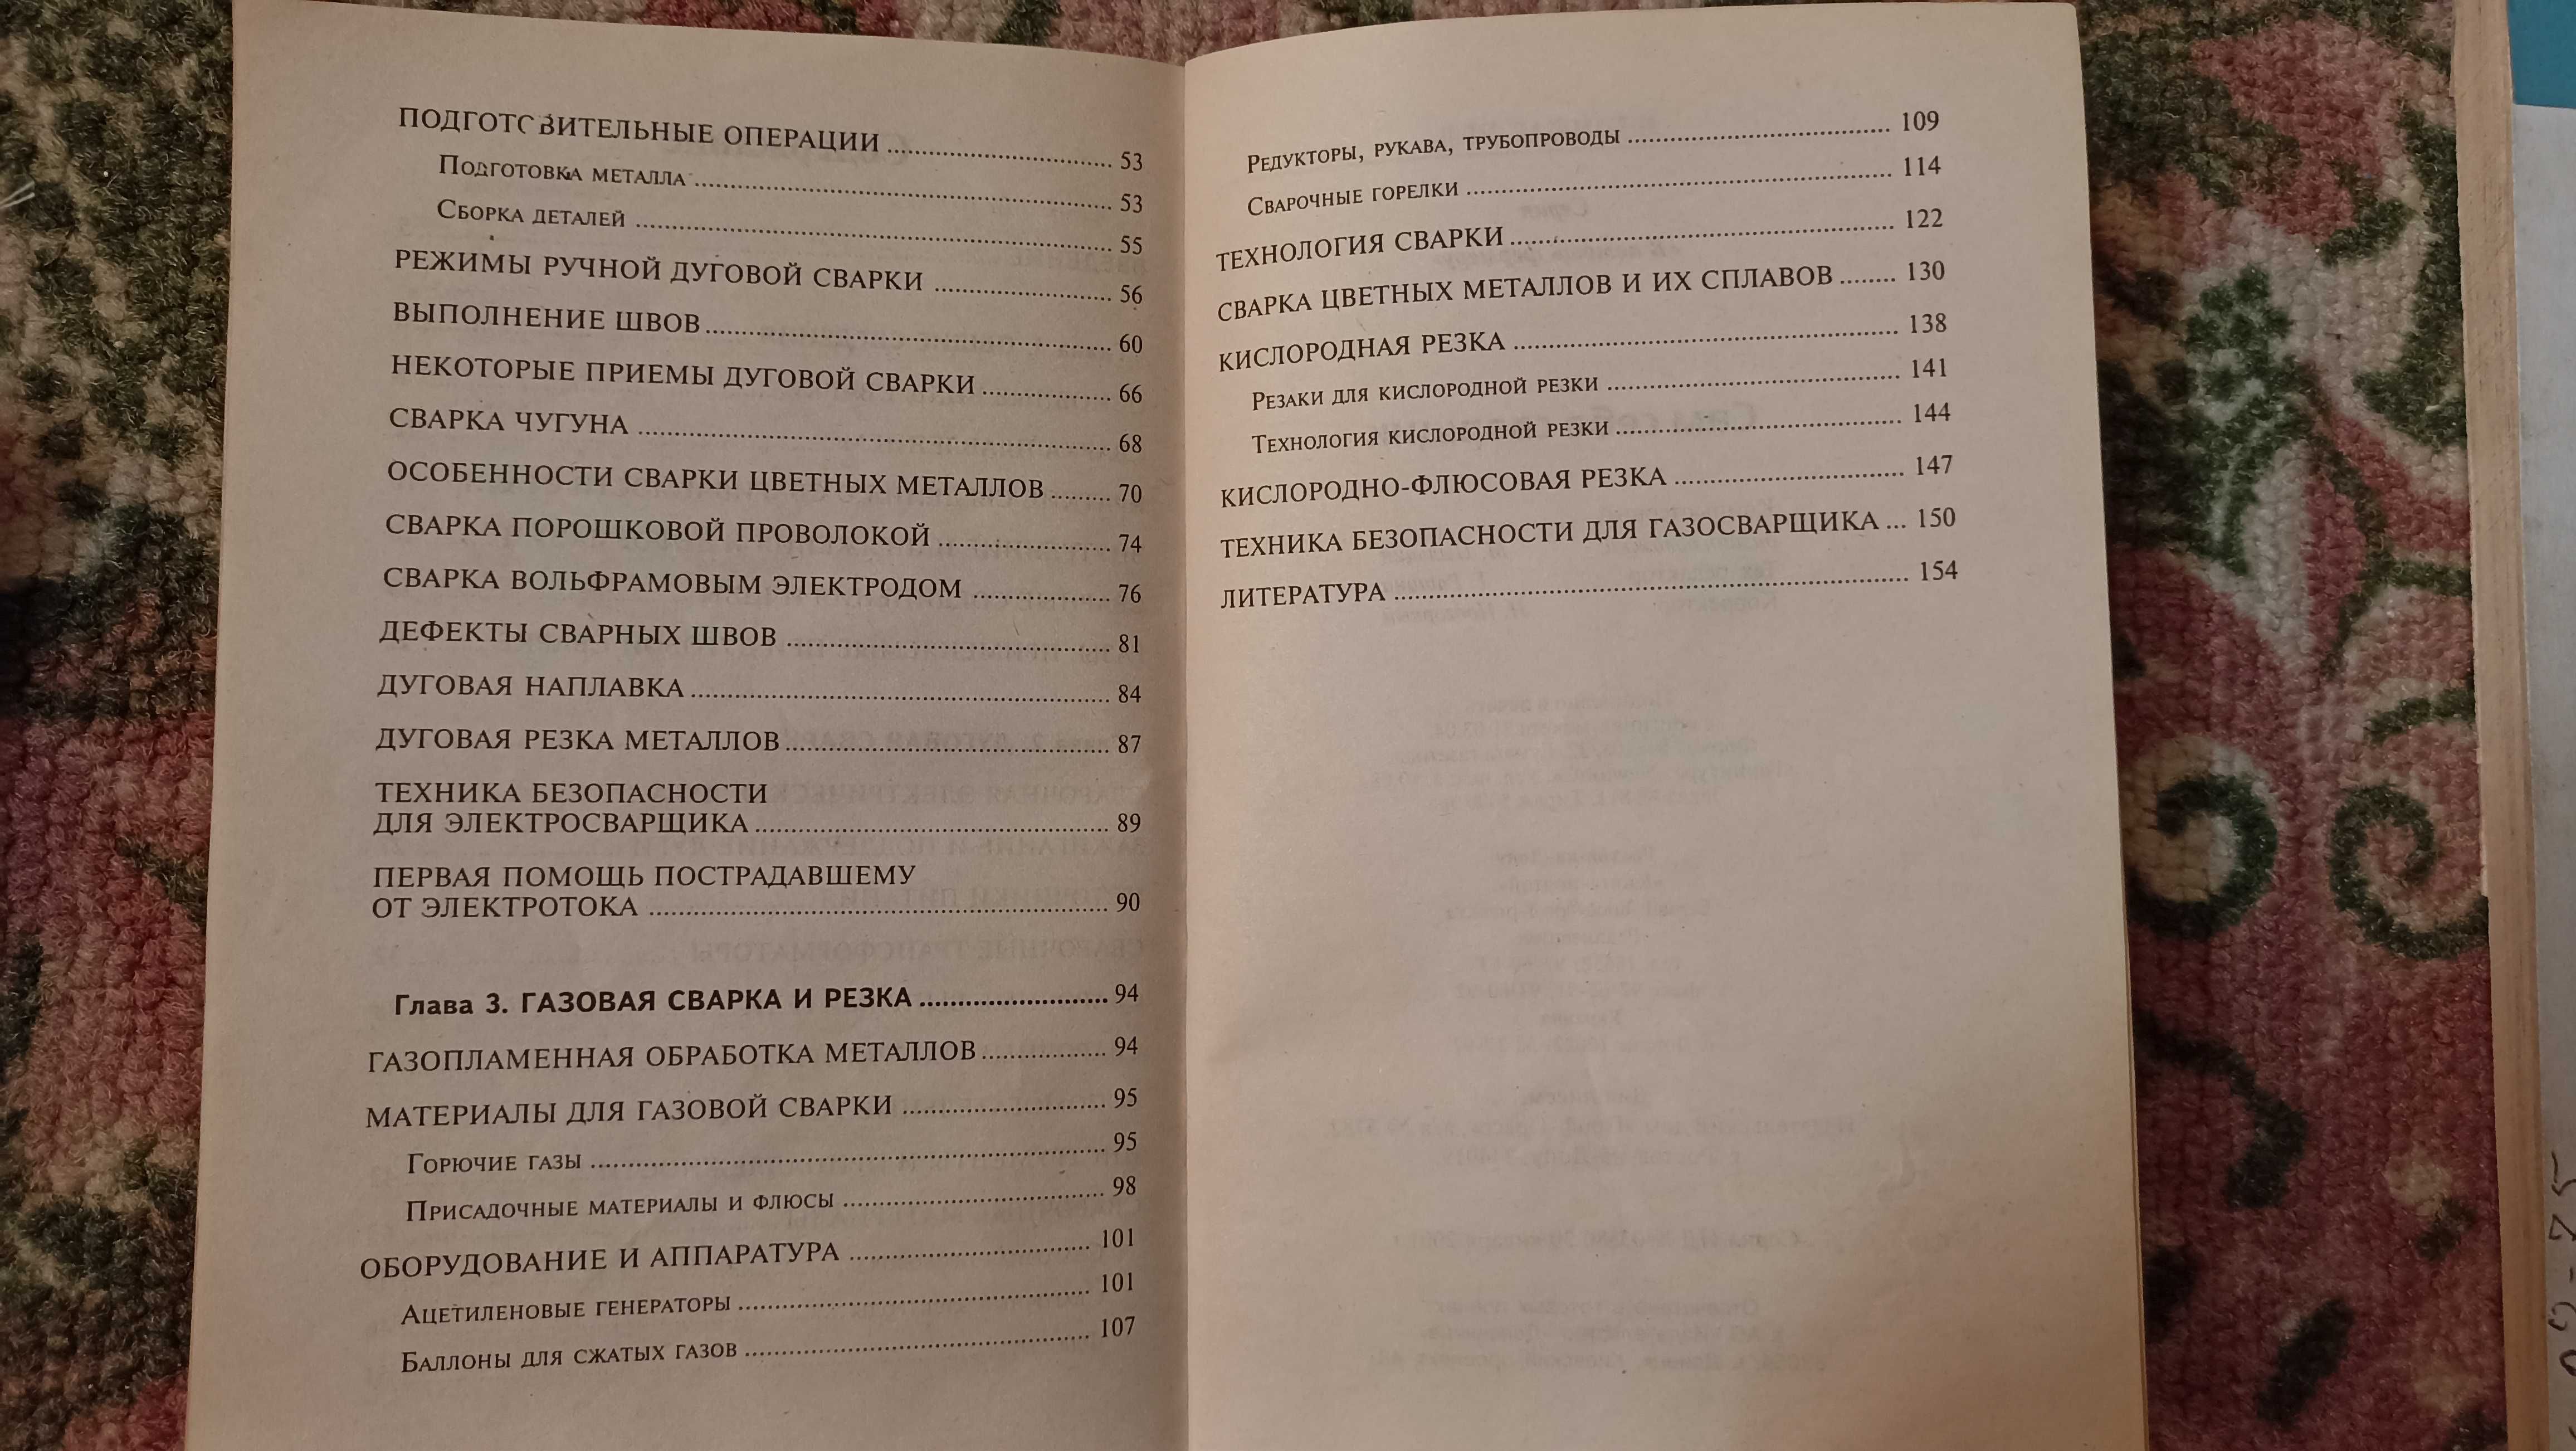 ПОДГОТОВИТЕЛЬНЫЕ ОПЕРАЦИИ ........ 53
Подготовка металла ........ 53
Сборка деталей ........ 55
РЕЖИМЫ РУЧНОЙ ДУГОВОЙ СВАРКИ ........ 56
ВЫПОЛНЕНИЕ ШВОВ ........ 60
НЕКОТОРЫЕ ПРИЕМЫ ДУГОВОЙ СВАРКИ ........ 66
СВАРКА ЧУГУНА ........ 68
ОСОБЕННОСТИ СВАРКИ ЦВЕТНЫХ МЕТАЛЛОВ ........ 70
СВАРКА ПОРОШКОВОЙ ПРОВОЛОКОЙ ........ 74
СВАРКА ВОЛЬФРАМОВЫМ ЭЛЕКТРОДОМ ........ 76
ДЕФЕКТЫ СВАРНЫХ ШВОВ ........ 81
ДУГОВАЯ НАПЛАВКА ........ 84
ДУГОВАЯ РЕЗКА МЕТАЛЛОВ ........ 87
ТЕХНИКА БЕЗОПАСНОСТИ
ДЛЯ ЭЛЕКТРОСВАРЩИКА ........ 89
ПЕРВАЯ ПОМОЩЬ ПОСТРАДАВШЕМУ
ОТ ЭЛЕКТРОТОКА ........ 90
Глава 3. ГАЗОВАЯ СВАРКА И РЕЗКА ........ 94
ГАЗОПЛАМЕННАЯ ОБРАБОТКА МЕТАЛЛОВ ........ 94
МАТЕРИАЛЫ ДЛЯ ГАЗОВОЙ СВАРКИ ........ 95
Горючие газы ........ 95
Присадочные материалы и флюсы ........ 98
ОБОРУДОВАНИЕ И АППАРАТУРА ........ 101
Ацетиленовые генераторы ........ 101
Баллоны для сжатых газов ........ 107
Редукторы, рукава, трубопроводы ........ 109
Сварочные горелки ........ 114
ТЕХНОЛОГИЯ СВАРКИ ........ 122
СВАРКА ЦВЕТНЫХ МЕТАЛЛОВ И ИХ СПЛАВОВ ........ 130
КИСЛОРОДНАЯ РЕЗКА ........ 138
Резаки для кислородной резки ........ 141
Технология кислородной резки ........ 144
КИСЛОРОДНО-ФЛЮСОВАЯ РЕЗКА ........ 147
ТЕХНИКА БЕЗОПАСНОСТИ ДЛЯ ГАЗОСВАРЩИКА ... 150
ЛИТЕРАТУРА ........ 154